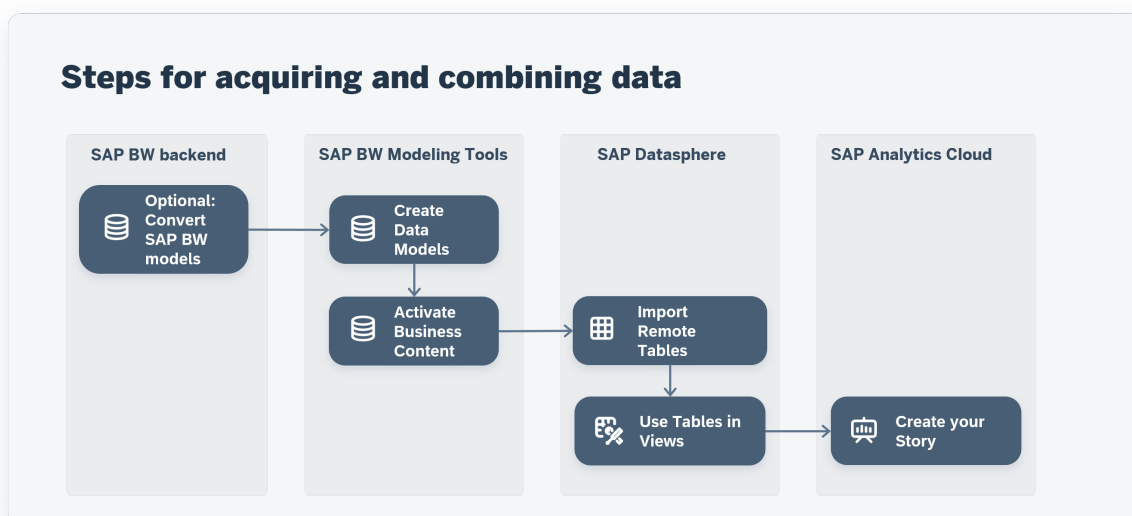 Steps for acquiring and combining data
SAP BW backend
SAP BW Modeling Tools
SAP Datasphere
SAP Analytics Cloud
Optional:
Convert
SAP BW
models
Create
Data
Models
Activate
Business
Content
Import
Remote
Tables
Use Tables in
Views
Create your
Story